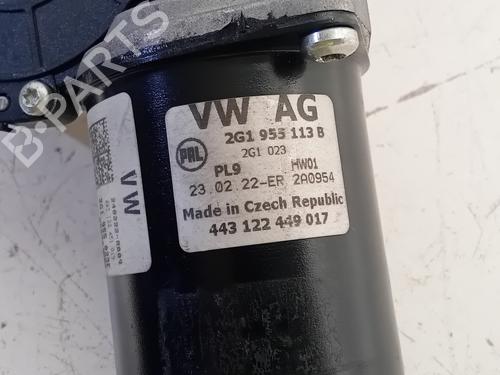 B-PARTS
VW AG
2G1 955 113 B
2G1 023
PAL
PL9 HW01
23 02 22-ER 2A0954
Made in Czech Republic
443 122 449 017
VW